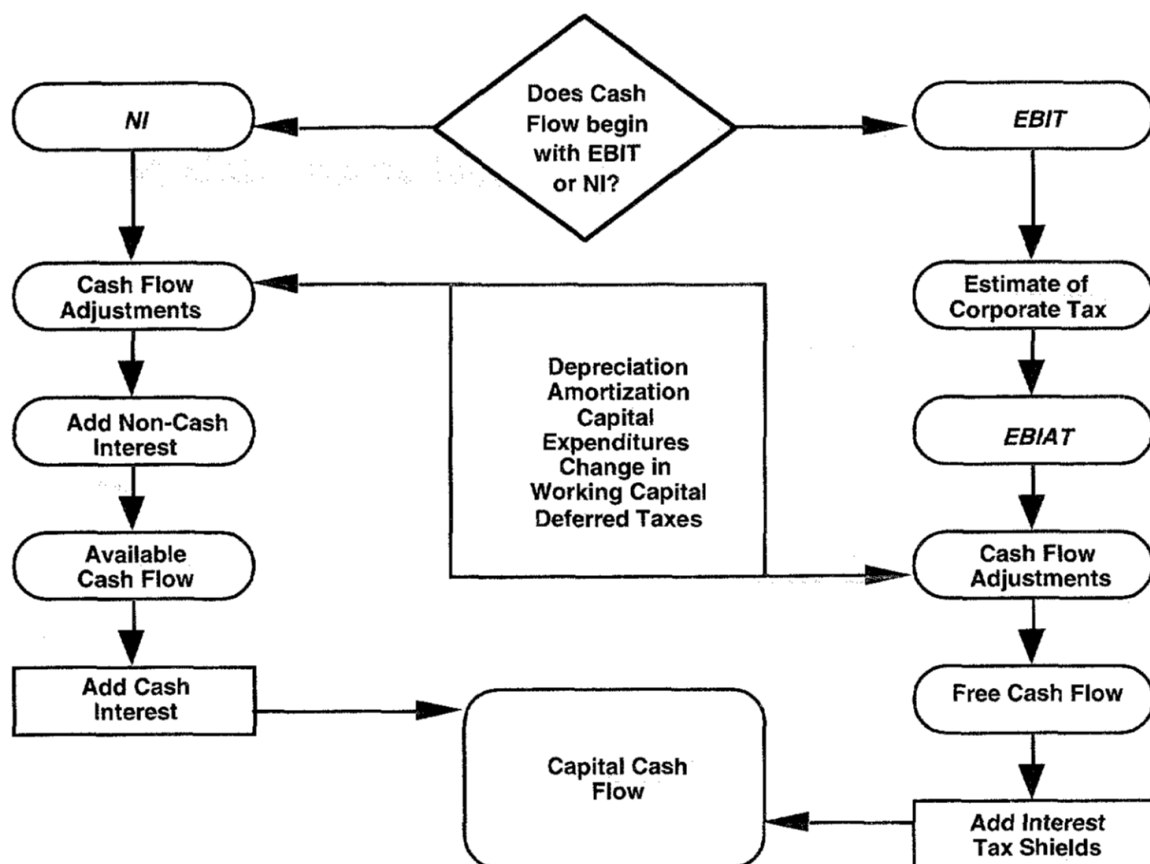 Does Cash
Flow begin
with EBIT
or NI?
NI
Cash Flow
Adjustments
Add Non-Cash
Interest
Available
Cash Flow
Add Cash
Interest
Depreciation
Amortization
Capital
Expenditures
Change in
Working Capital
Deferred Taxes
EBIT
Estimate of
Corporate Tax
EBIAT
Cash Flow
Adjustments
Free Cash Flow
Add Interest
Tax Shields
Capital Cash
Flow